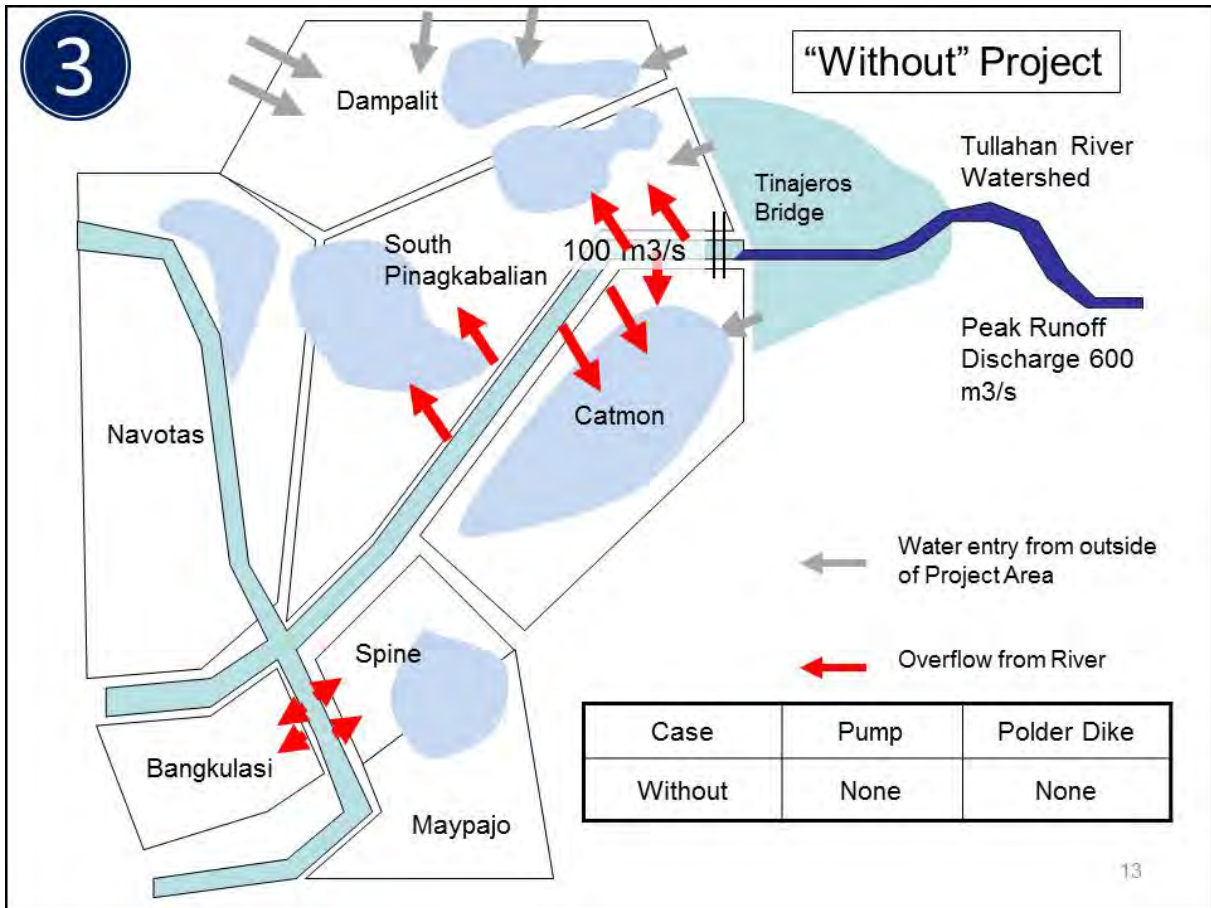 3
“Without” Project
Dampalit
Tullahan River
Watershed
Tinajeros
Bridge
South
Pinagkabalian
100 m3/s
Peak Runoff
Discharge 600
m3/s
Catmon
Navotas
Water entry from outside
of Project Area
Spine
Overflow from River
Bangkulasi
Maypajo
Case Pump Polder Dike
Without None None
13